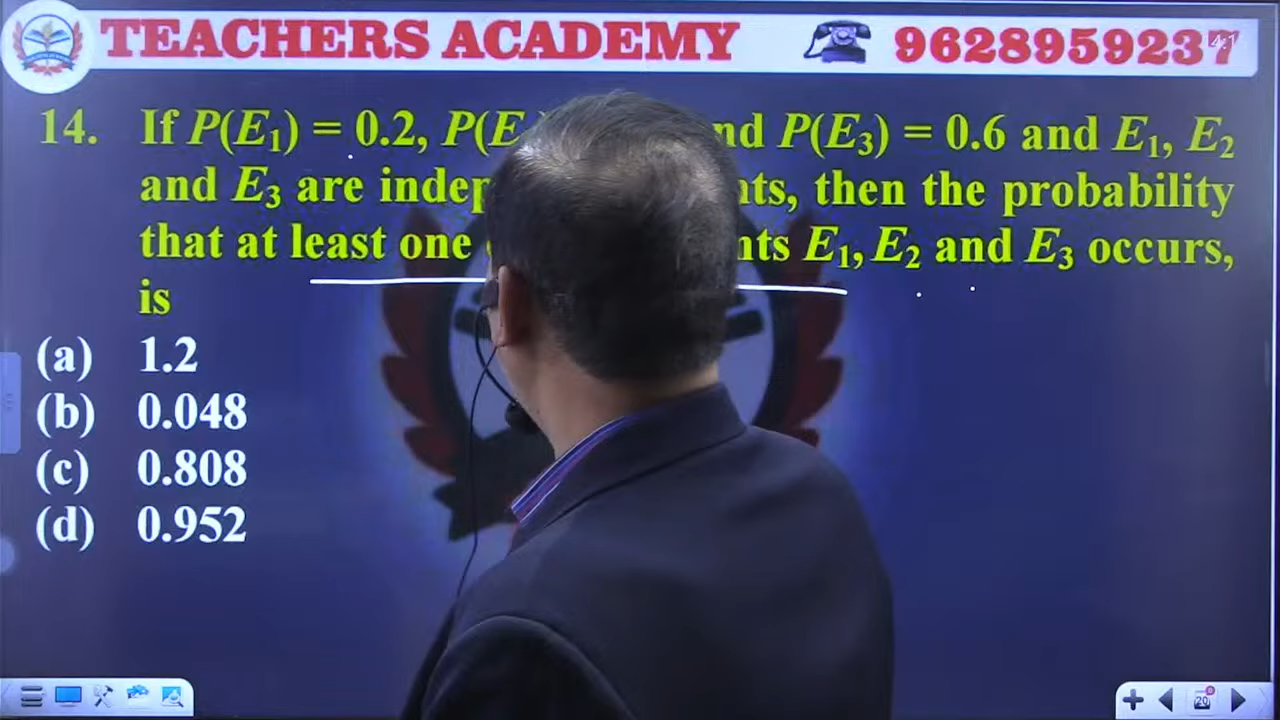 TEACHERS ACADEMY 9628959237
14. If P(E₁) = 0.2, P(E nd P(E₃) = 0.6 and E₁, E₂
and E₃ are indep nts, then the probability
that at least one nts E₁, E₂ and E₃ occurs,
is
(a) 1.2
(b) 0.048
(c) 0.808
(d) 0.952
20